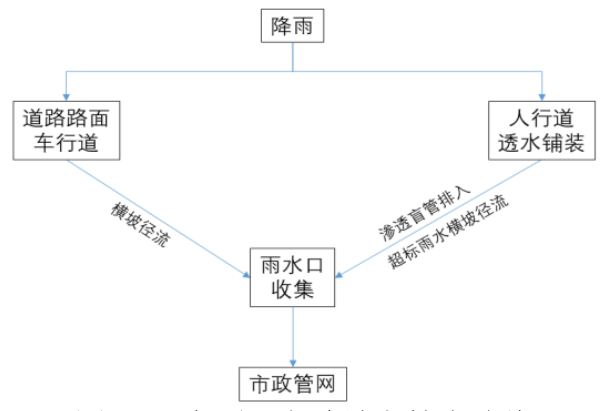 降雨
道路路面
车行道
人行道
透水铺装
横坡径流
渗透盲管排入
超标雨水横坡径流
雨水口
收集
市政管网